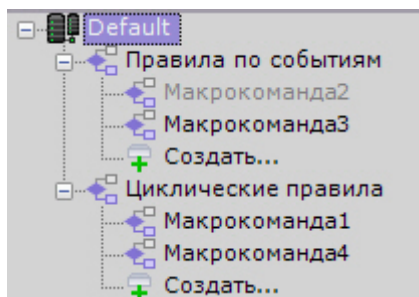 Default
Правила по событиям
Макрокоманда2
Макрокоманда3
Создать...
Циклические правила
Макрокоманда1
Макрокоманда4
Создать...